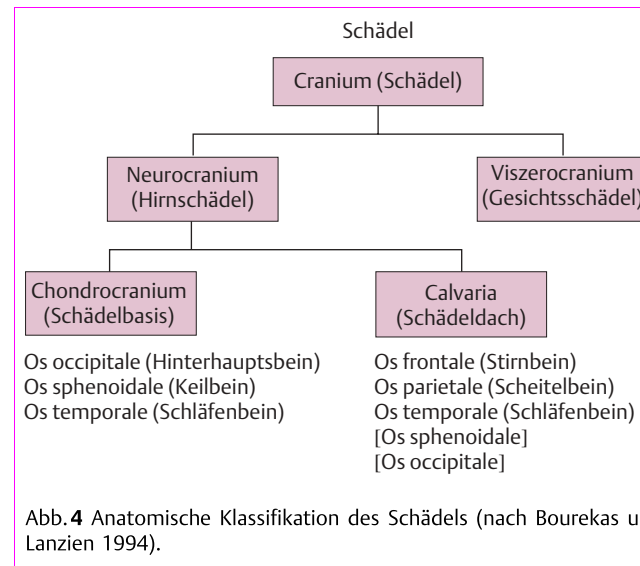 Schädel
Cranium (Schädel)
Neurocranium
(Hirnschädel)
Viszerocranium
(Gesichtsschädel)
Chondrocranium
(Schädelbasis)
Calvaria
(Schädeldach)
Os occipitale (Hinterhauptsbein)
Os sphenoidale (Keilbein)
Os temporale (Schläfenbein)
Os frontale (Stirnbein)
Os parietale (Scheitelbein)
Os temporale (Schläfenbein)
[Os sphenoidale]
[Os occipitale]
Abb. 4 Anatomische Klassifikation des Schädels (nach Bourekas u
Lanzien 1994).